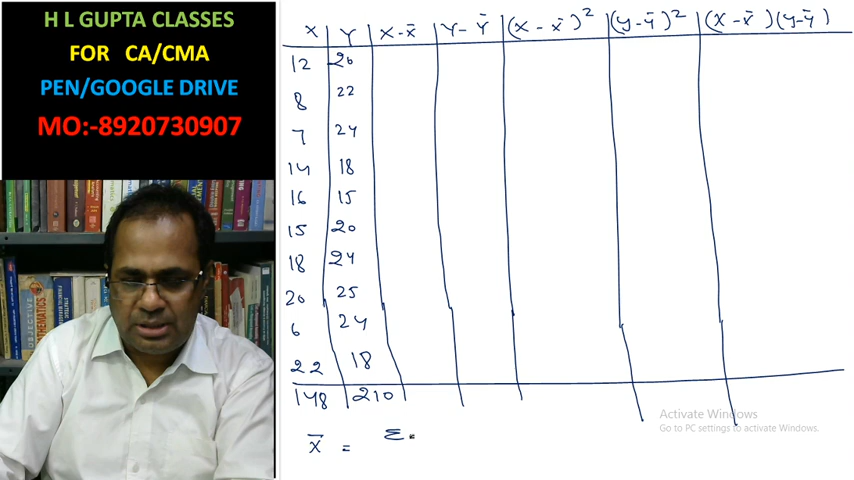 H L GUPTA CLASSES
FOR CA/CMA
PEN/GOOGLE DRIVE
MO:-8920730907
X Y X-x̄ Y-Ȳ (X-x̄)² (y-ȳ)² (X-x̄)(y-ȳ)
12 20
8 22
7 24
14 18
16 15
15 20
18 24
20 25
6 24
22 18
148 210
X̄ = Σ
Activate Windows
Go to PC settings to activate Windows.
OBJECTIVE MATHEMATICS